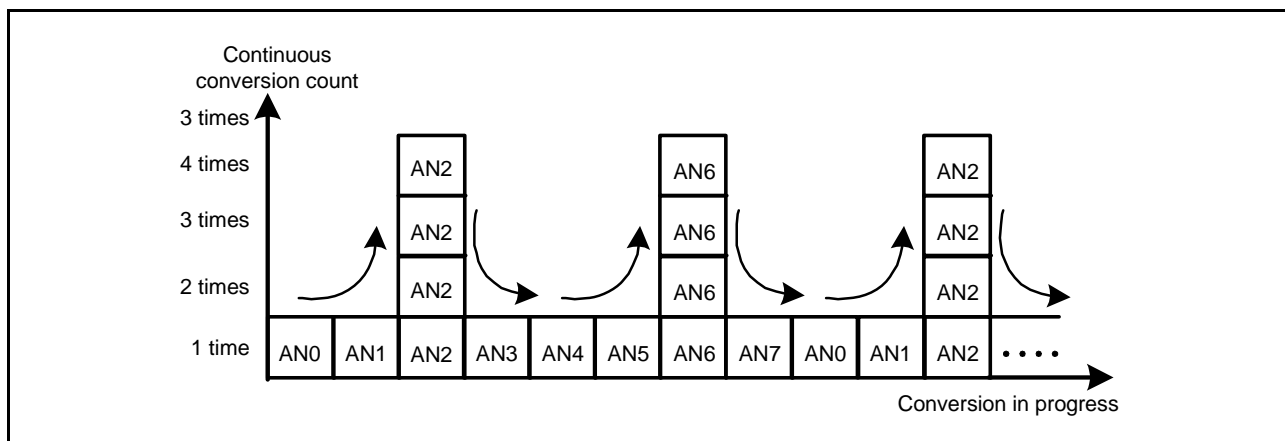 Continuous
conversion count
3 times
4 times
3 times
2 times
1 time
AN2
AN6
AN2
AN2
AN6
AN2
AN2
AN6
AN2
AN0 AN1 AN2 AN3 AN4 AN5 AN6 AN7 AN0 AN1 AN2 • • • •
Conversion in progress